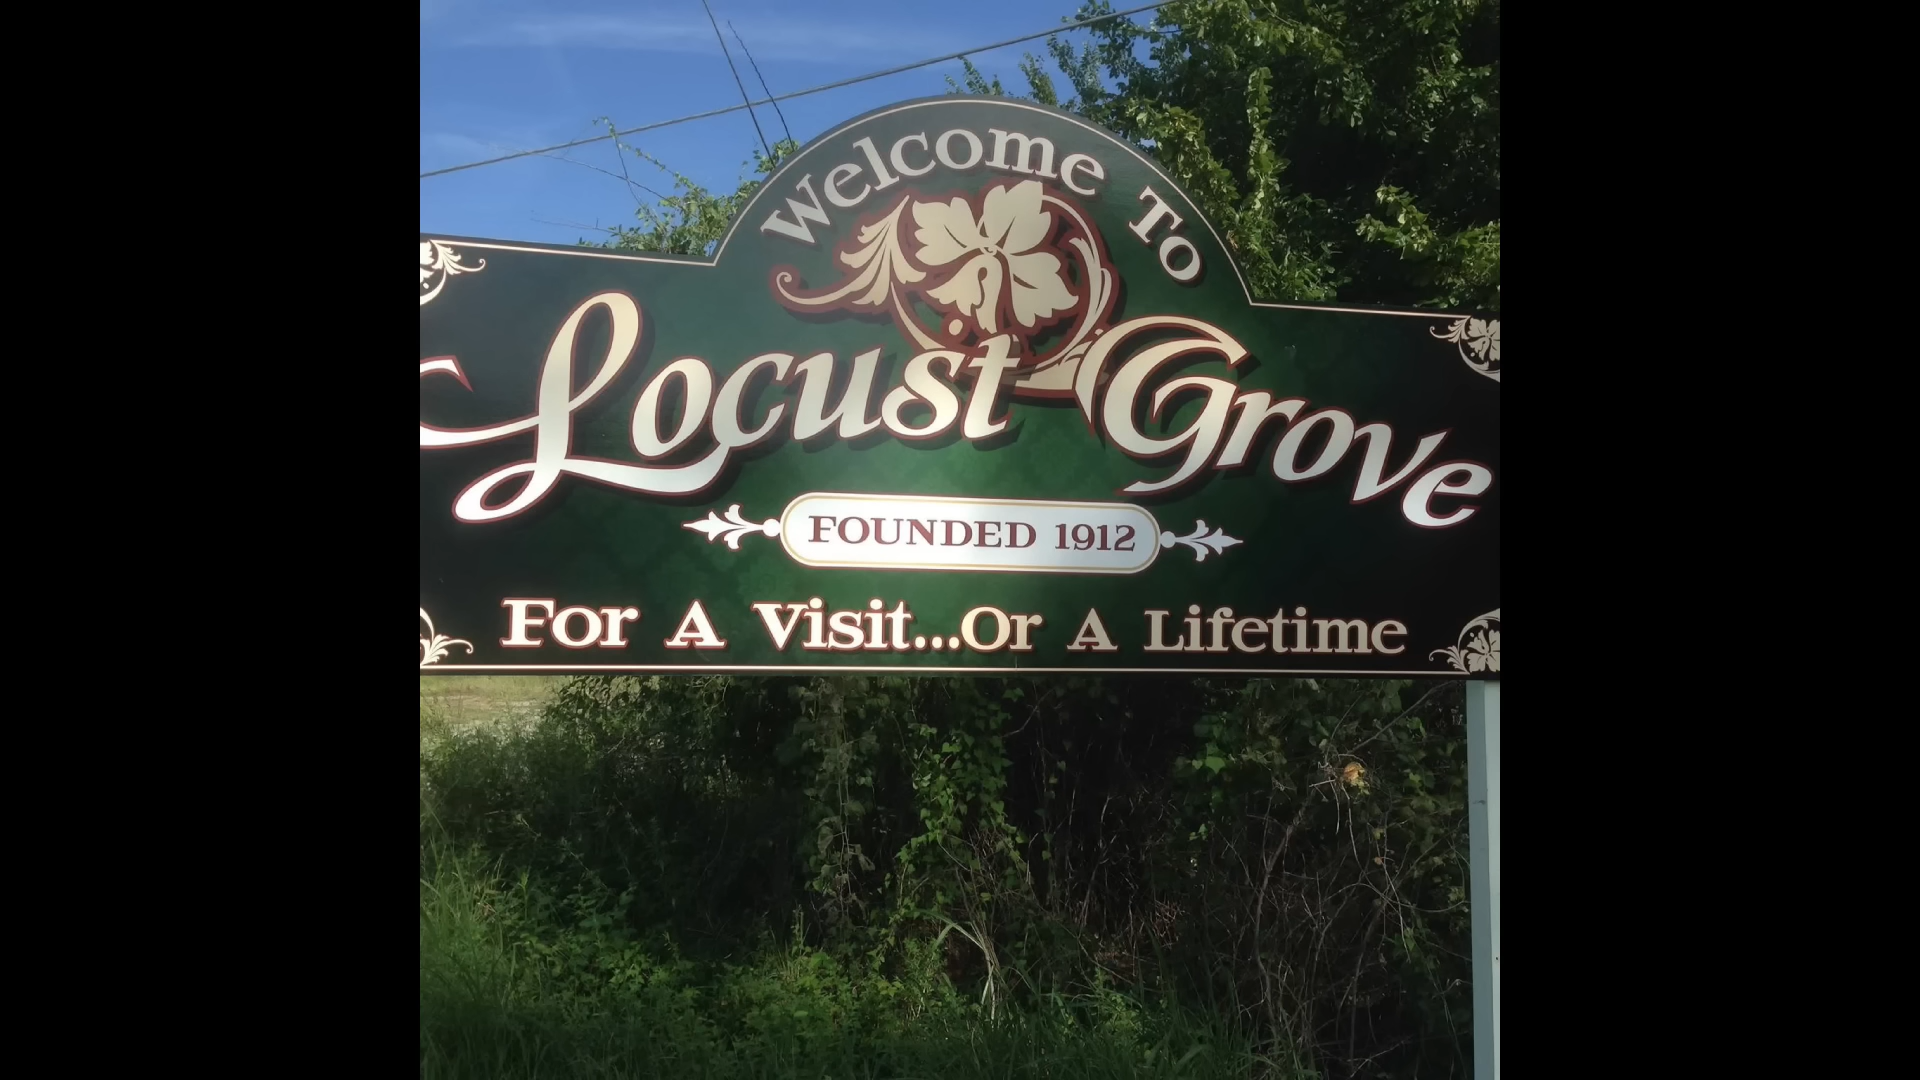 Welcome To
Locust Grove
FOUNDED 1912
For A Visit...Or A Lifetime